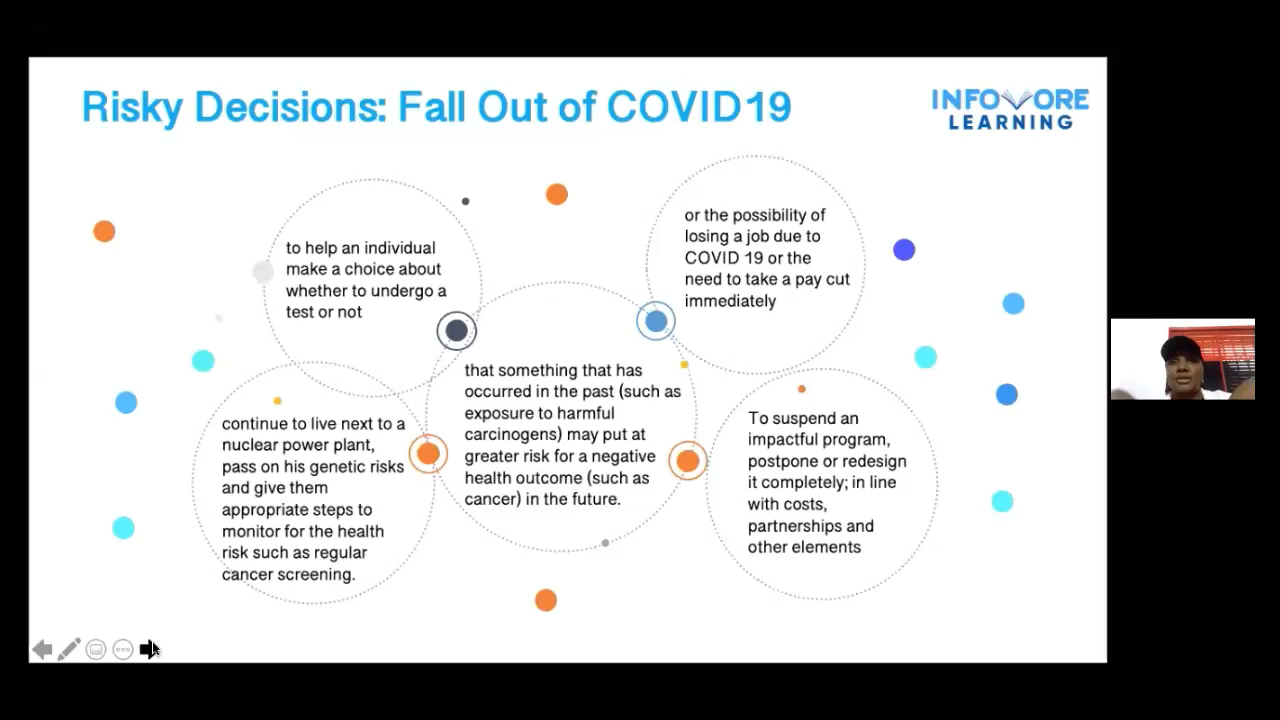 Risky Decisions: Fall Out of COVID19
INFOVORE
LEARNING
to help an individual
make a choice about
whether to undergo a
test or not
or the possibility of
losing a job due to
COVID 19 or the
need to take a pay cut
immediately
that something that has
occurred in the past (such as
exposure to harmful
carcinogens) may put at
greater risk for a negative
health outcome (such as
cancer) in the future.
continue to live next to a
nuclear power plant,
pass on his genetic risks
and give them
appropriate steps to
monitor for the health
risk such as regular
cancer screening.
To suspend an
impactful program,
postpone or redesign
it completely; in line
with costs,
partnerships and
other elements